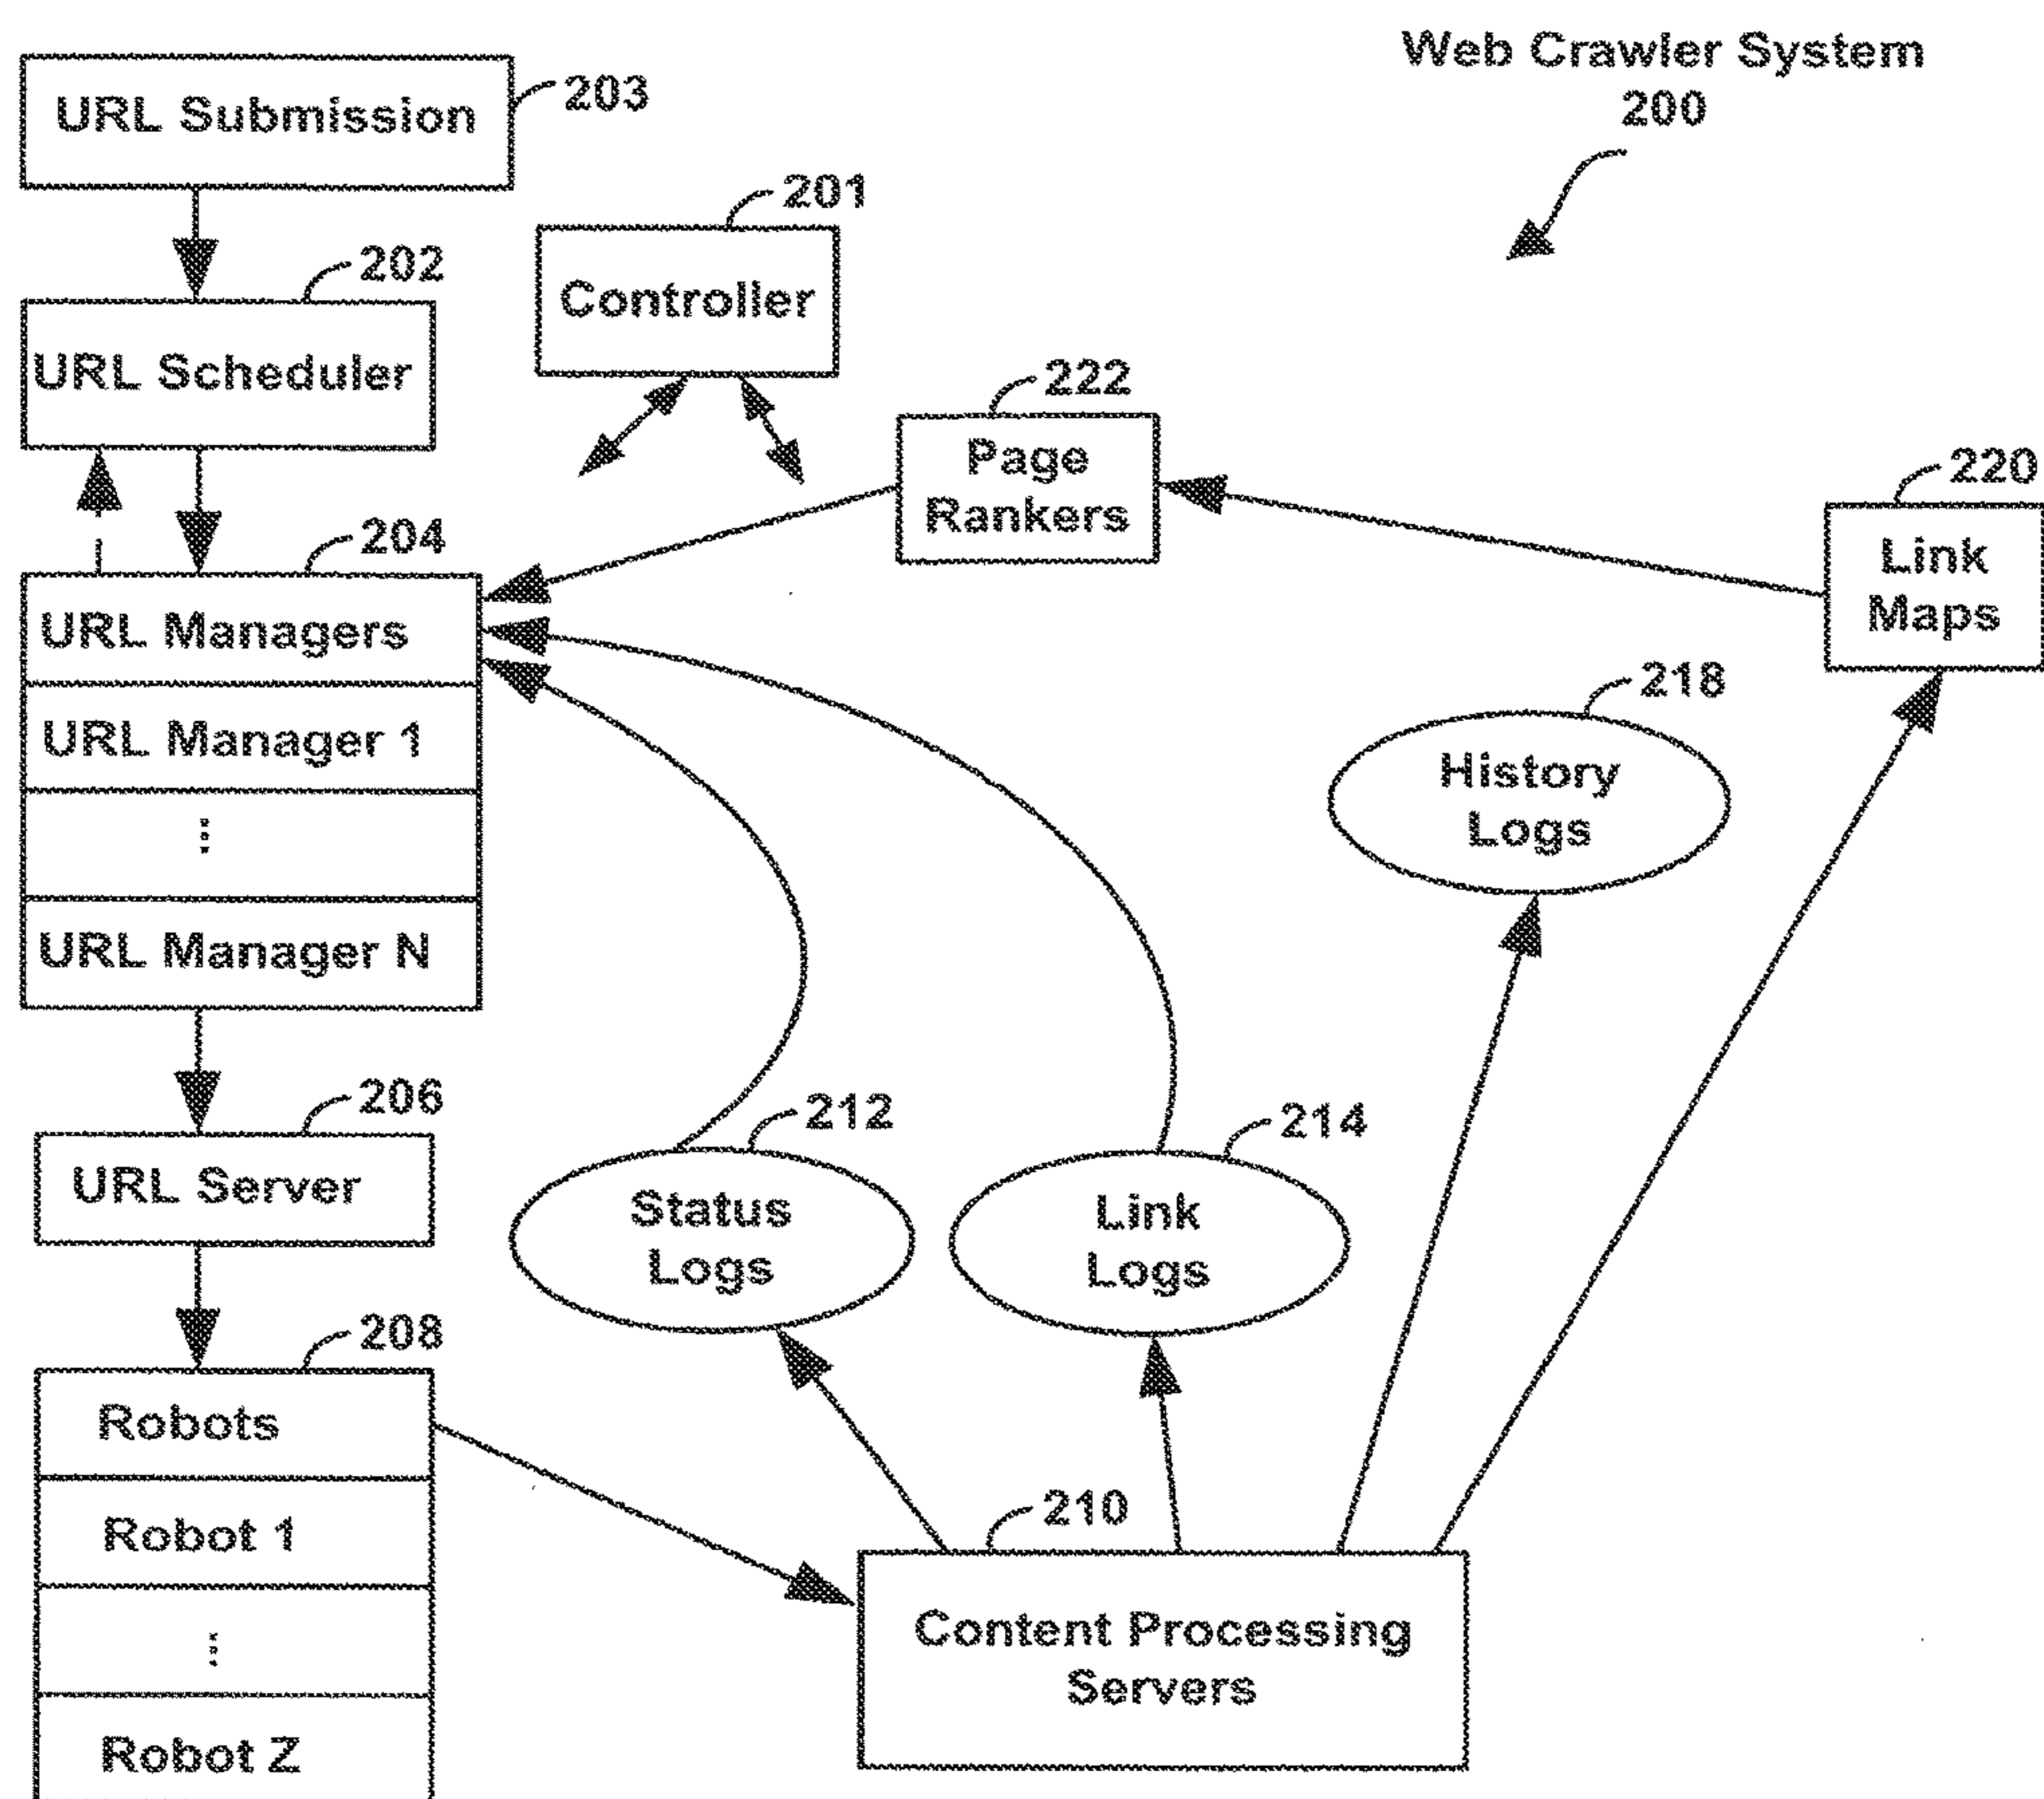 Web Crawler System
200
URL Submission
203
201
Controller
202
URL Scheduler
222
Page
Rankers
220
Link
Maps
204
URL Managers
URL Manager 1
⋮
URL Manager N
218
History
Logs
206
URL Server
212
Status
Logs
214
Link
Logs
208
Robots
Robot 1
⋮
Robot Z
210
Content Processing
Servers